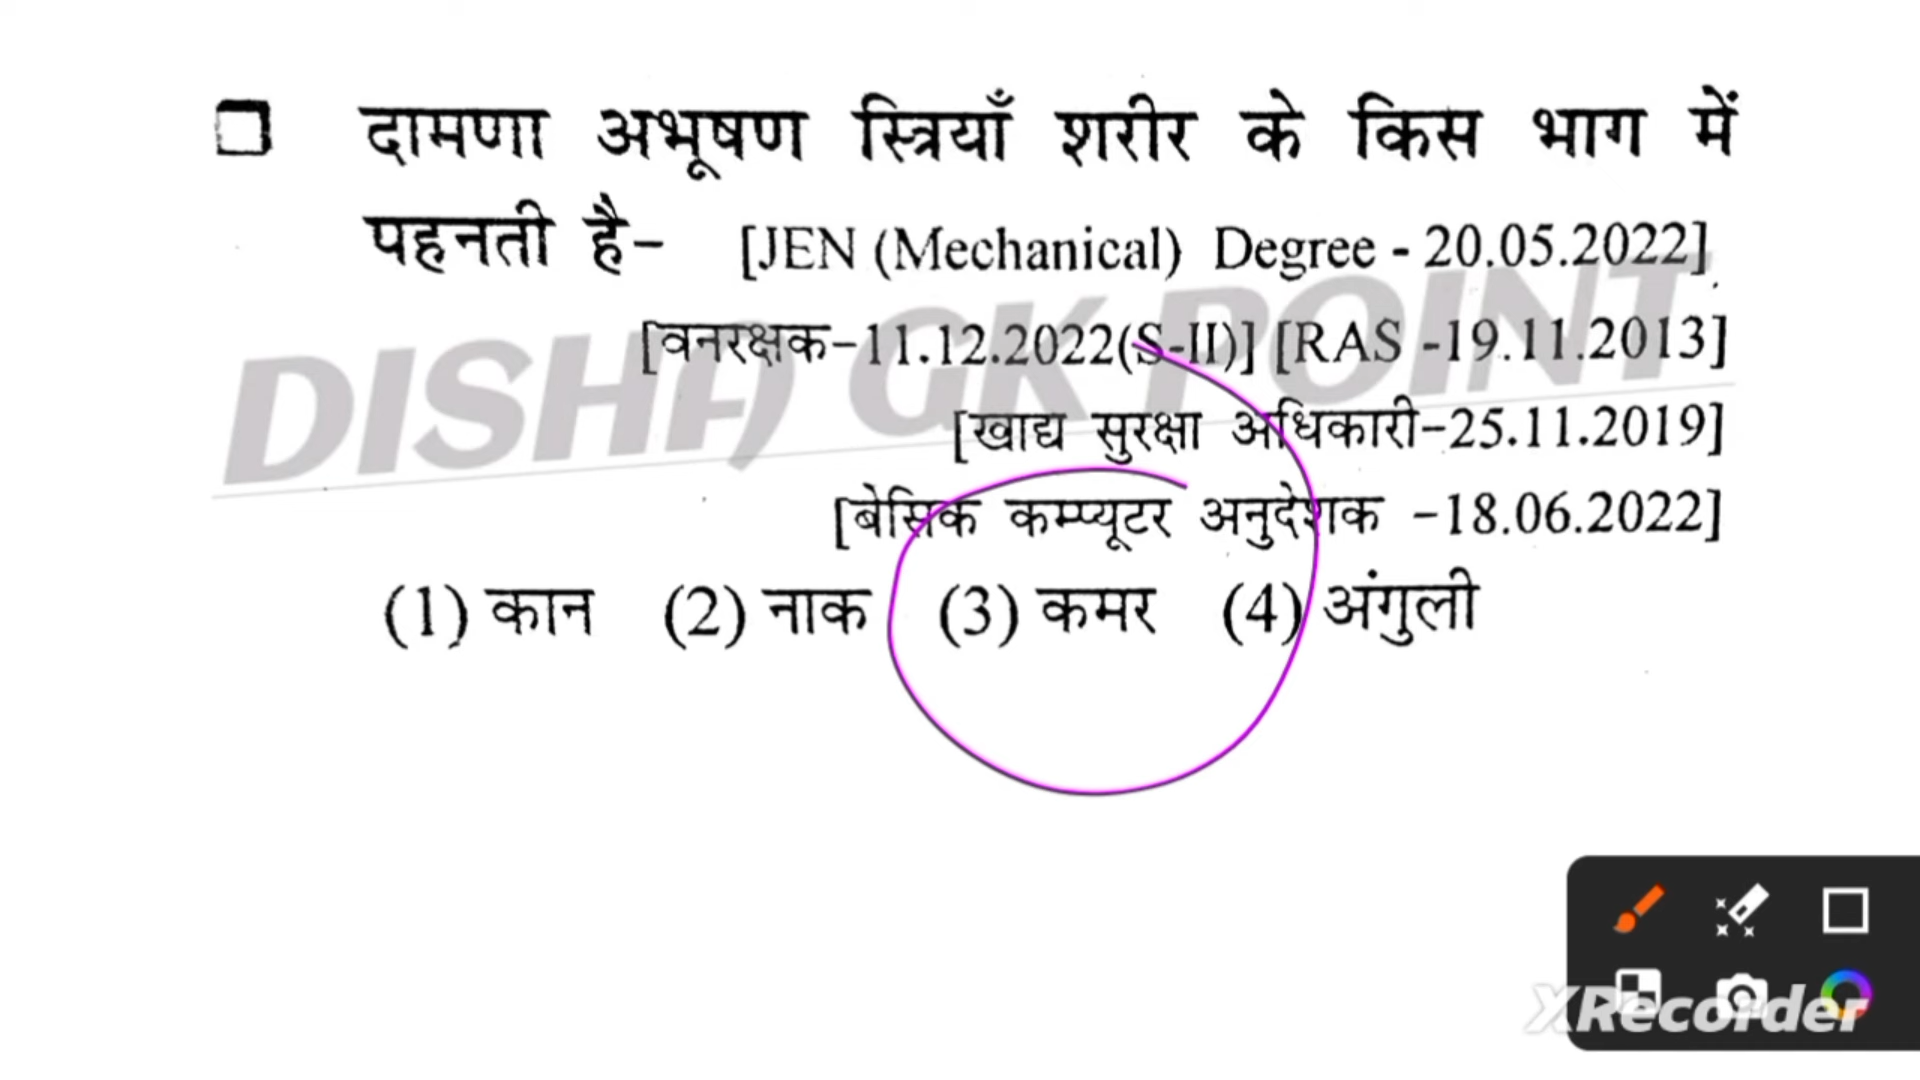 दामणा अभूषण स्त्रियाँ शरीर के किस भाग में
पहनती है- [JEN (Mechanical) Degree - 20.05.2022]
[वनरक्षक-11.12.2022(S-II)] [RAS -19.11.2013]
DISHA GK POINT
[खाद्य सुरक्षा अधिकारी-25.11.2019]
[बेसिक कम्प्यूटर अनुदेशक -18.06.2022]
(1) कान (2) नाक (3) कमर (4) अंगुली
XRecorder